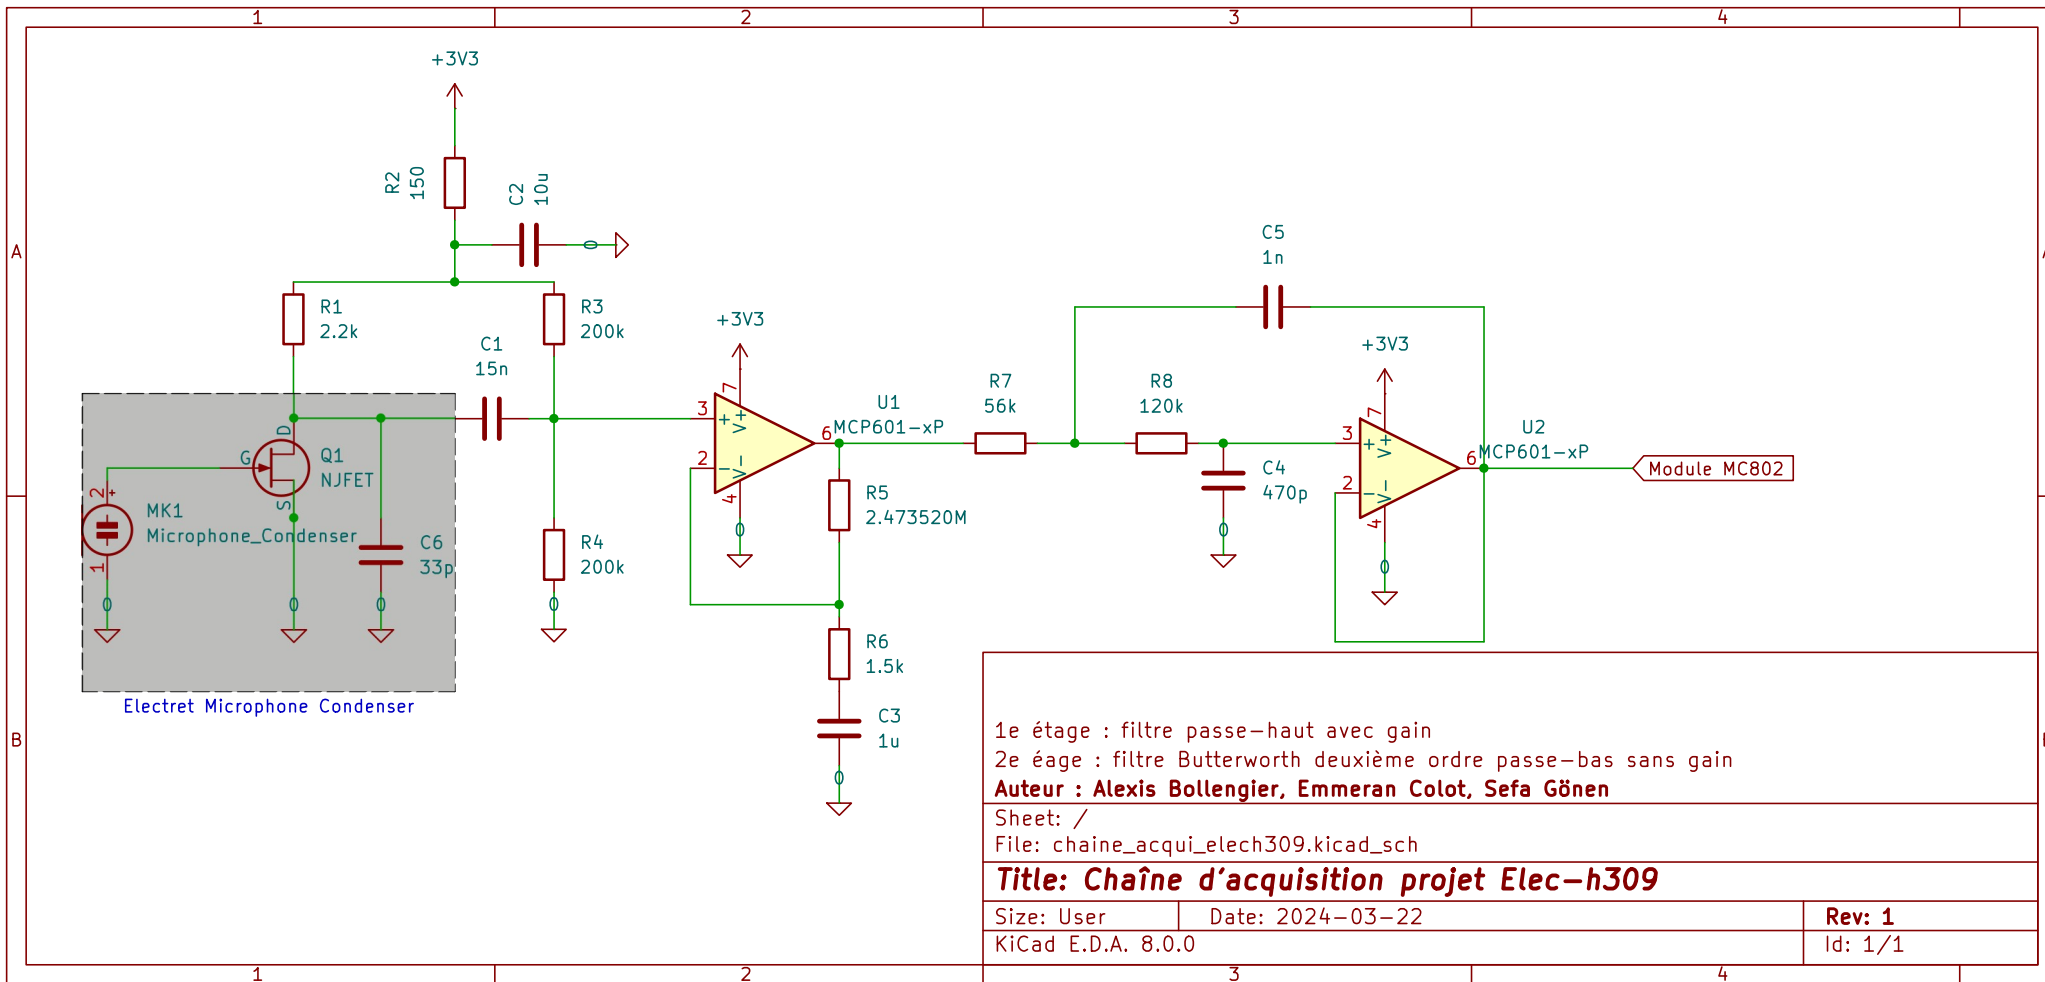 1
2
3
4
A
B
+3V3
R2
150
C2
10u
0
R1
2.2k
R3
200k
C1
15n
+3V3
C5
1n
+3V3
D
G
S
Q1
NJFET
2
+
1
MK1
Microphone_Condenser
C6
33p
0
0
0
Electret Microphone Condenser
R4
200k
0
3
2
7
4
6
+
−
V+
V−
U1
MCP601-xP
0
R5
2.473520M
R6
1.5k
C3
1u
0
R7
56k
R8
120k
C4
470p
0
3
2
7
4
6
+
−
V+
V−
U2
MCP601-xP
0
Module MC802
1e étage : filtre passe-haut avec gain
2e éage : filtre Butterworth deuxième ordre passe-bas sans gain
Auteur : Alexis Bollengier, Emmeran Colot, Sefa Gönen
Sheet: /
File: chaine_acqui_elech309.kicad_sch
Title: Chaîne d'acquisition projet Elec-h309
Size: User
Date: 2024-03-22
Rev: 1
KiCad E.D.A. 8.0.0
Id: 1/1
1
2
3
4